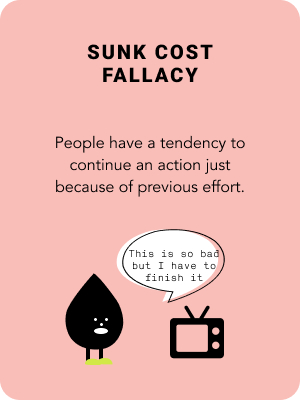 SUNK COST
FALLACY
People have a tendency to
continue an action just
because of previous effort.
This is so bad
but I have to
finish it